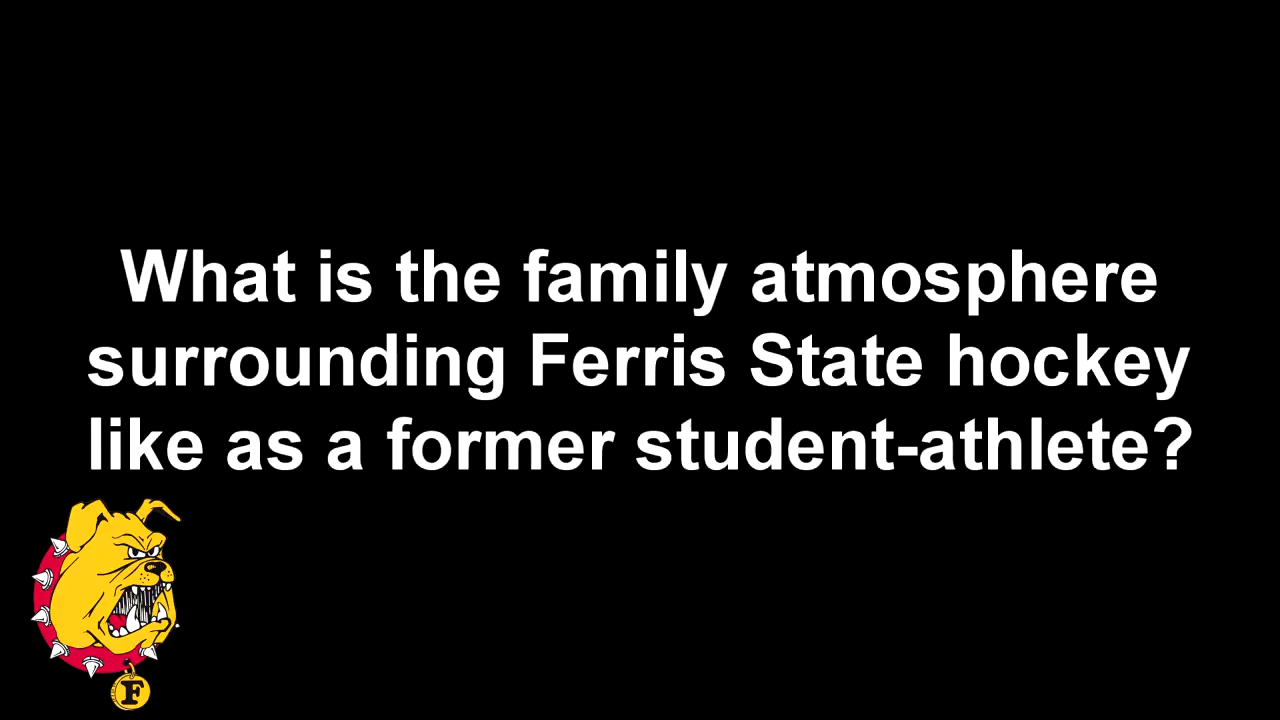 What is the family atmosphere
surrounding Ferris State hockey
like as a former student-athlete?
F